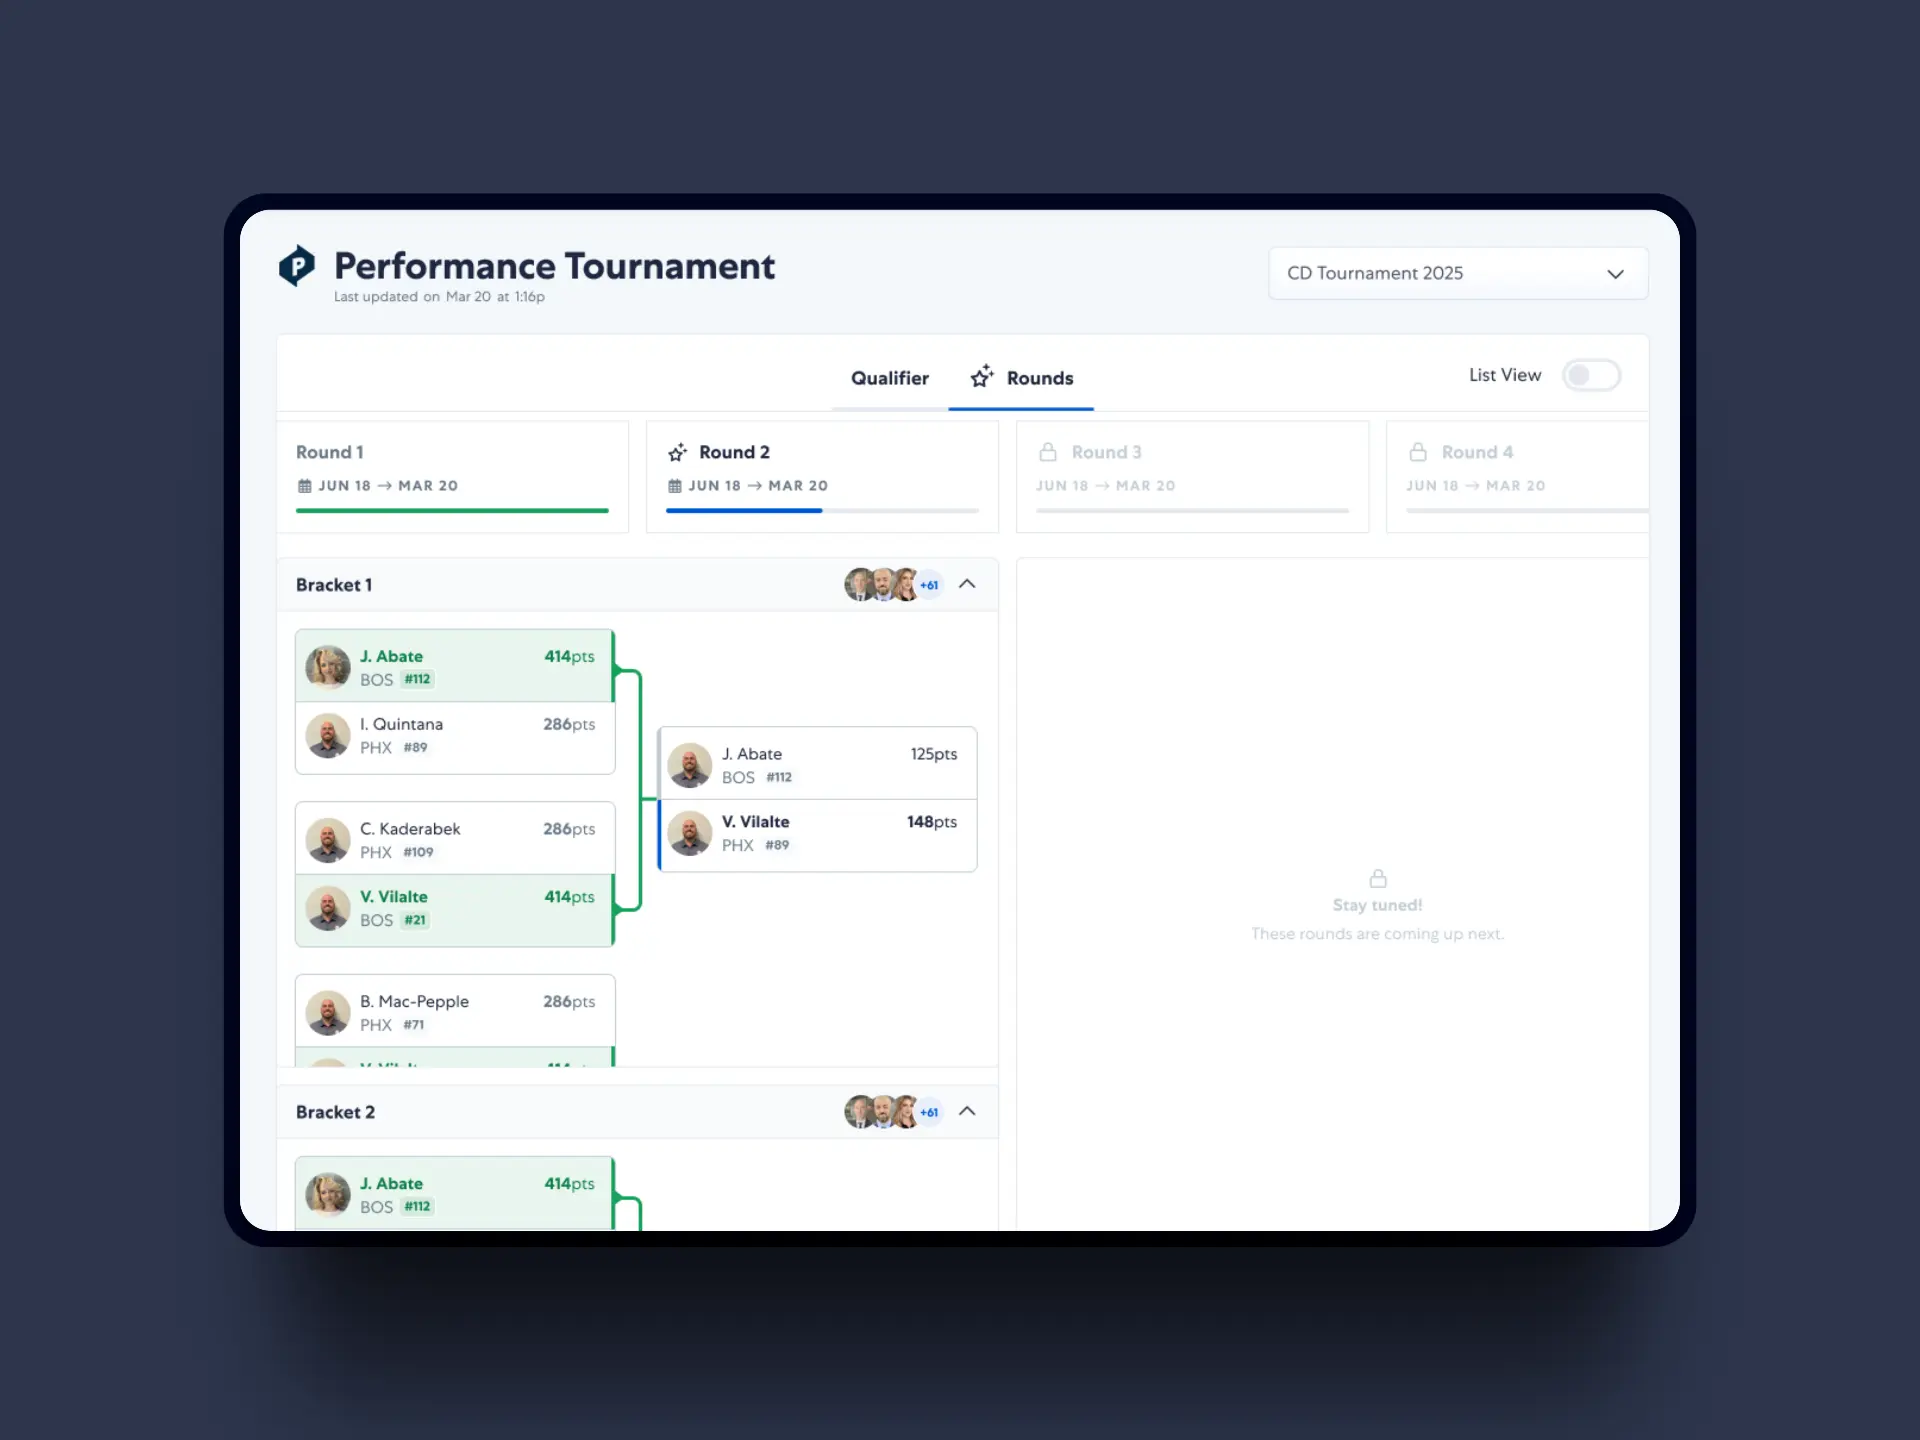 P
Performance Tournament
Last updated on Mar 20 at 1:16p
CD Tournament 2025
Qualifier
Rounds
List View
Round 1
JUN 18 → MAR 20
Round 2
JUN 18 → MAR 20
Round 3
JUN 18 → MAR 20
Round 4
JUN 18 → MAR 20
Bracket 1
+61
J. Abate 414pts
BOS #112
I. Quintana 286pts
PHX #89
C. Kaderabek 286pts
PHX #109
V. Vilalte 414pts
BOS #21
B. Mac-Pepple 286pts
PHX #71
J. Abate 125pts
BOS #112
V. Vilalte 148pts
PHX #89
Stay tuned!
These rounds are coming up next.
Bracket 2
+61
J. Abate 414pts
BOS #112